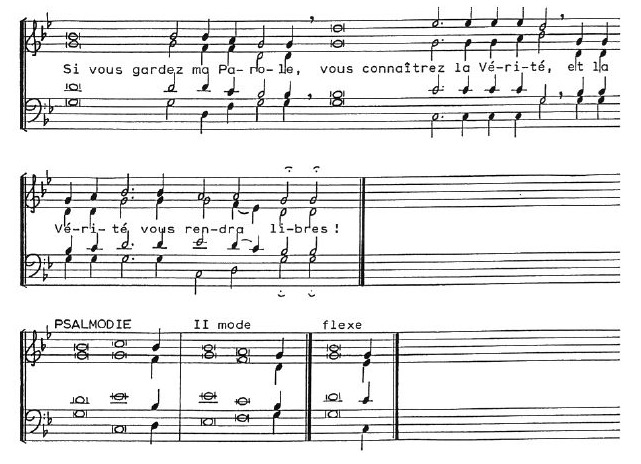 Si vous gardez ma Pa-ro-le, vous connaîtrez la Vé-ri-té, et la
Vé-ri-té vous ren-dra li-bres !
PSALMODIE II mode flexe